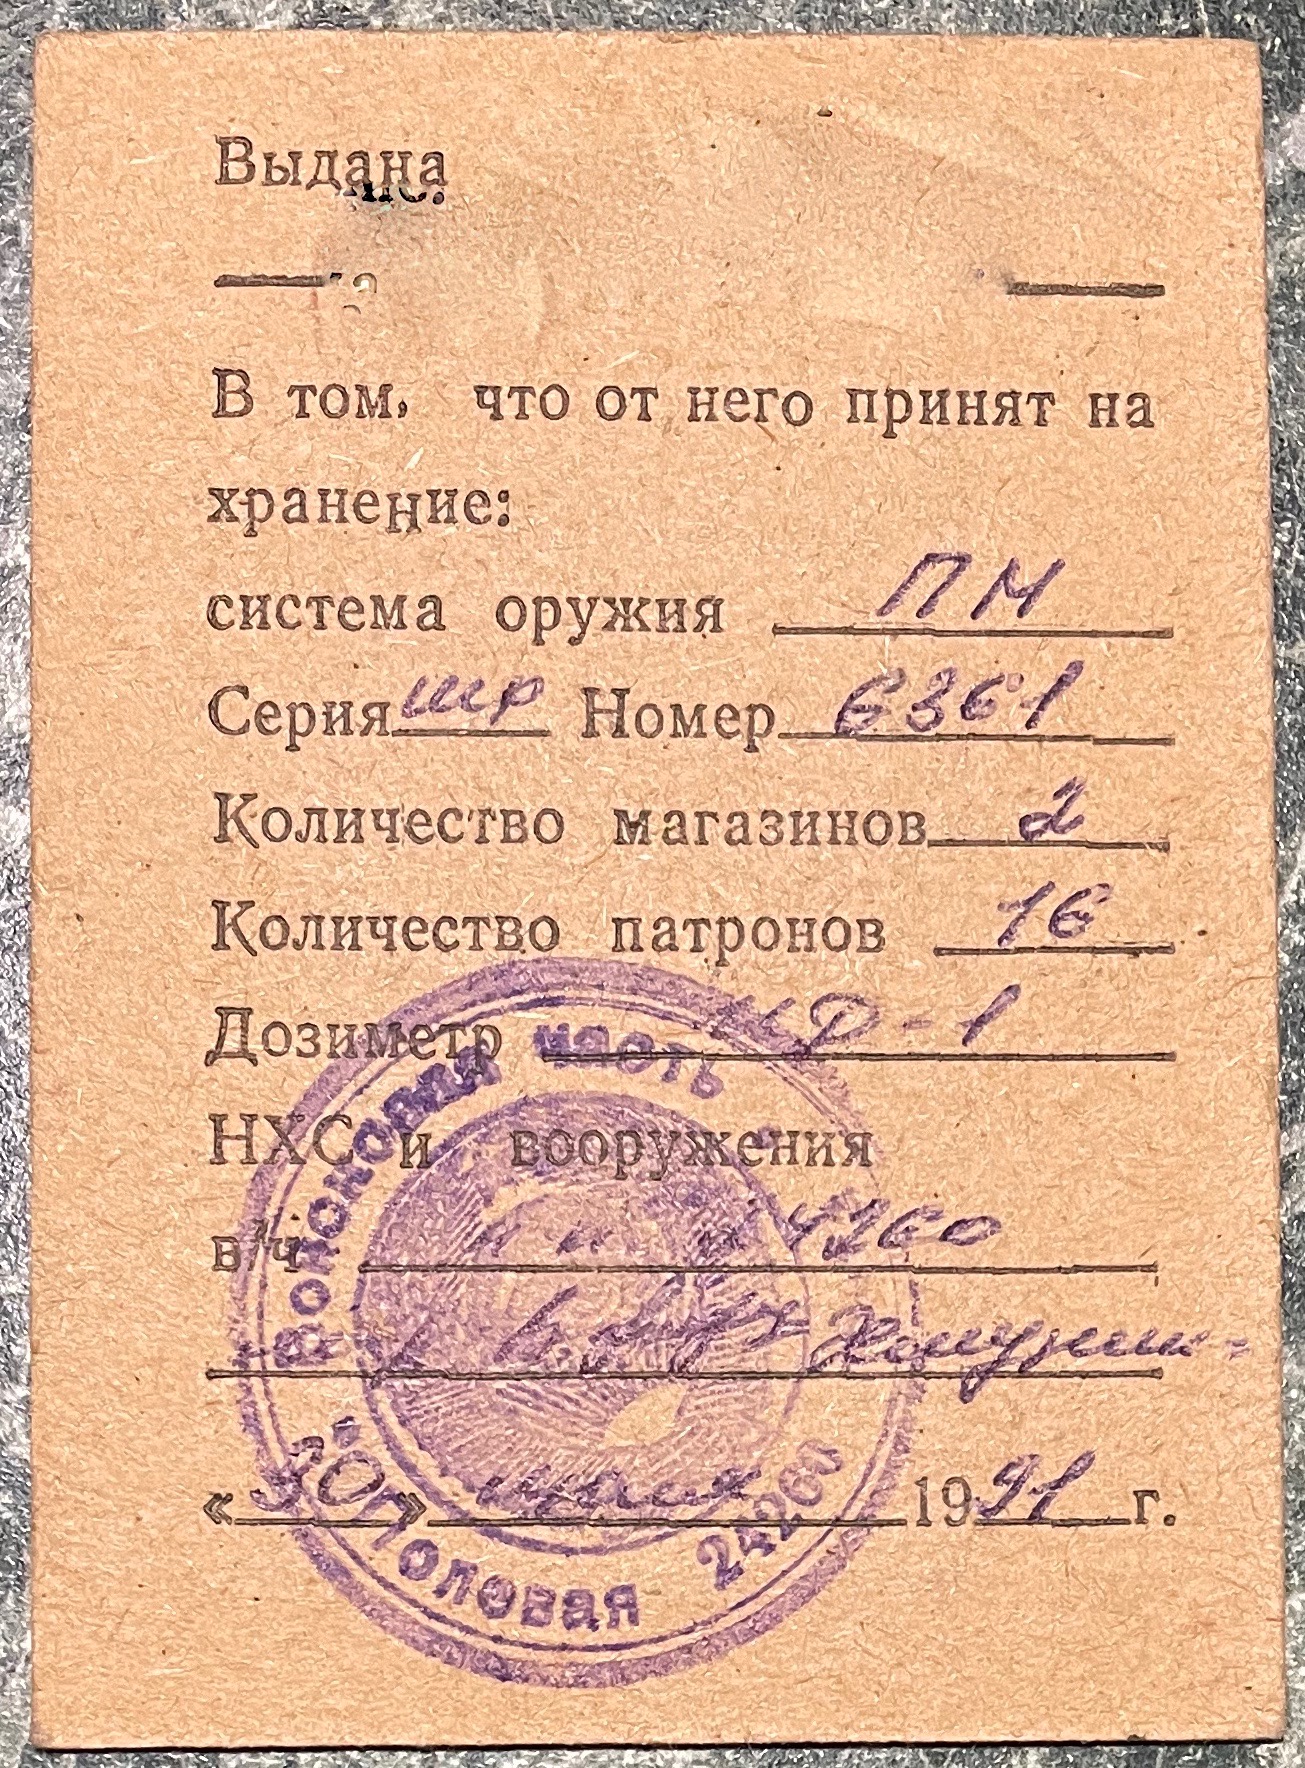 Выдана
В том, что от него принят на
хранение:
система оружия ПМ
Серия шр Номер 6361
Количество магазинов 2
Количество патронов 16
Дозиметр ИД-1
НХС и вооружения
в/ч п п 24260
«30» 1991 г.
часть
Полевая 24261